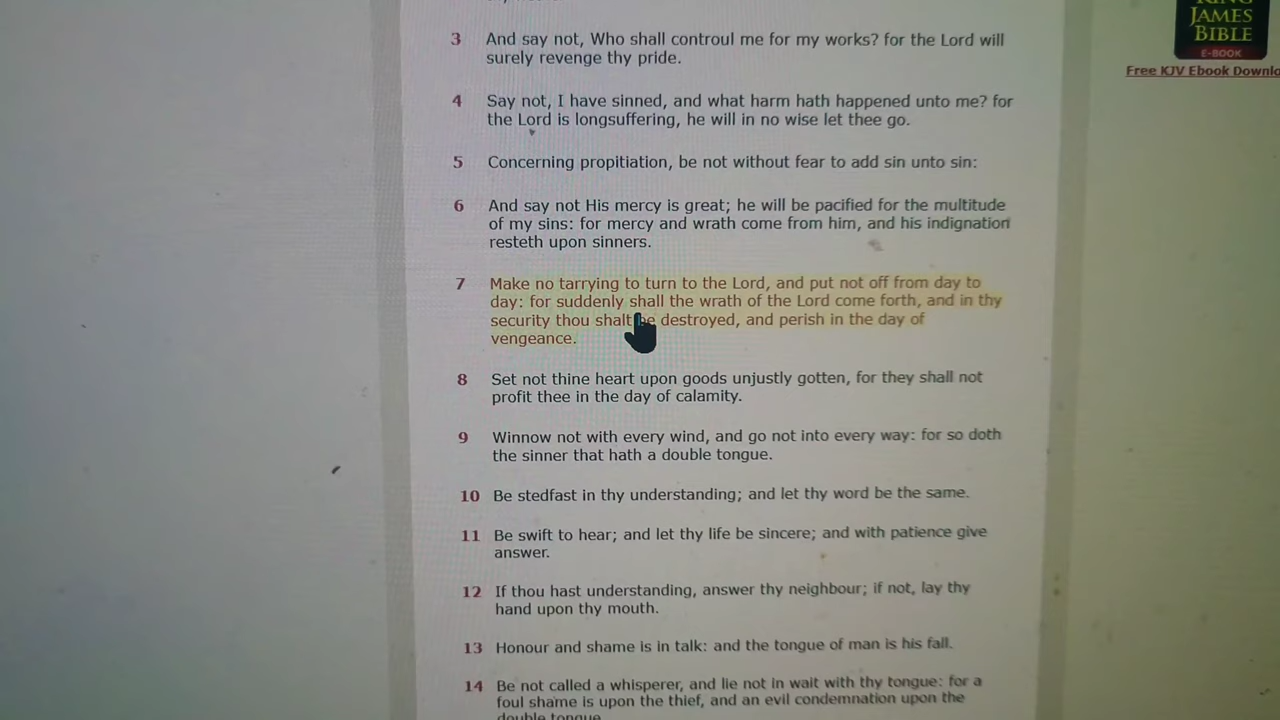 KING
JAMES
BIBLE
E-BOOK
Free KJV Ebook Downlo
3 And say not, Who shall controul me for my works? for the Lord will
surely revenge thy pride.
4 Say not, I have sinned, and what harm hath happened unto me? for
the Lord is longsuffering, he will in no wise let thee go.
5 Concerning propitiation, be not without fear to add sin unto sin:
6 And say not His mercy is great; he will be pacified for the multitude
of my sins: for mercy and wrath come from him, and his indignation
resteth upon sinners.
7 Make no tarrying to turn to the Lord, and put not off from day to
day: for suddenly shall the wrath of the Lord come forth, and in thy
security thou shalt be destroyed, and perish in the day of
vengeance.
8 Set not thine heart upon goods unjustly gotten, for they shall not
profit thee in the day of calamity.
9 Winnow not with every wind, and go not into every way: for so doth
the sinner that hath a double tongue.
10 Be stedfast in thy understanding; and let thy word be the same.
11 Be swift to hear; and let thy life be sincere; and with patience give
answer.
12 If thou hast understanding, answer thy neighbour; if not, lay thy
hand upon thy mouth.
13 Honour and shame is in talk: and the tongue of man is his fall.
14 Be not called a whisperer, and lie not in wait with thy tongue: for a
foul shame is upon the thief, and an evil condemnation upon the
double tongue